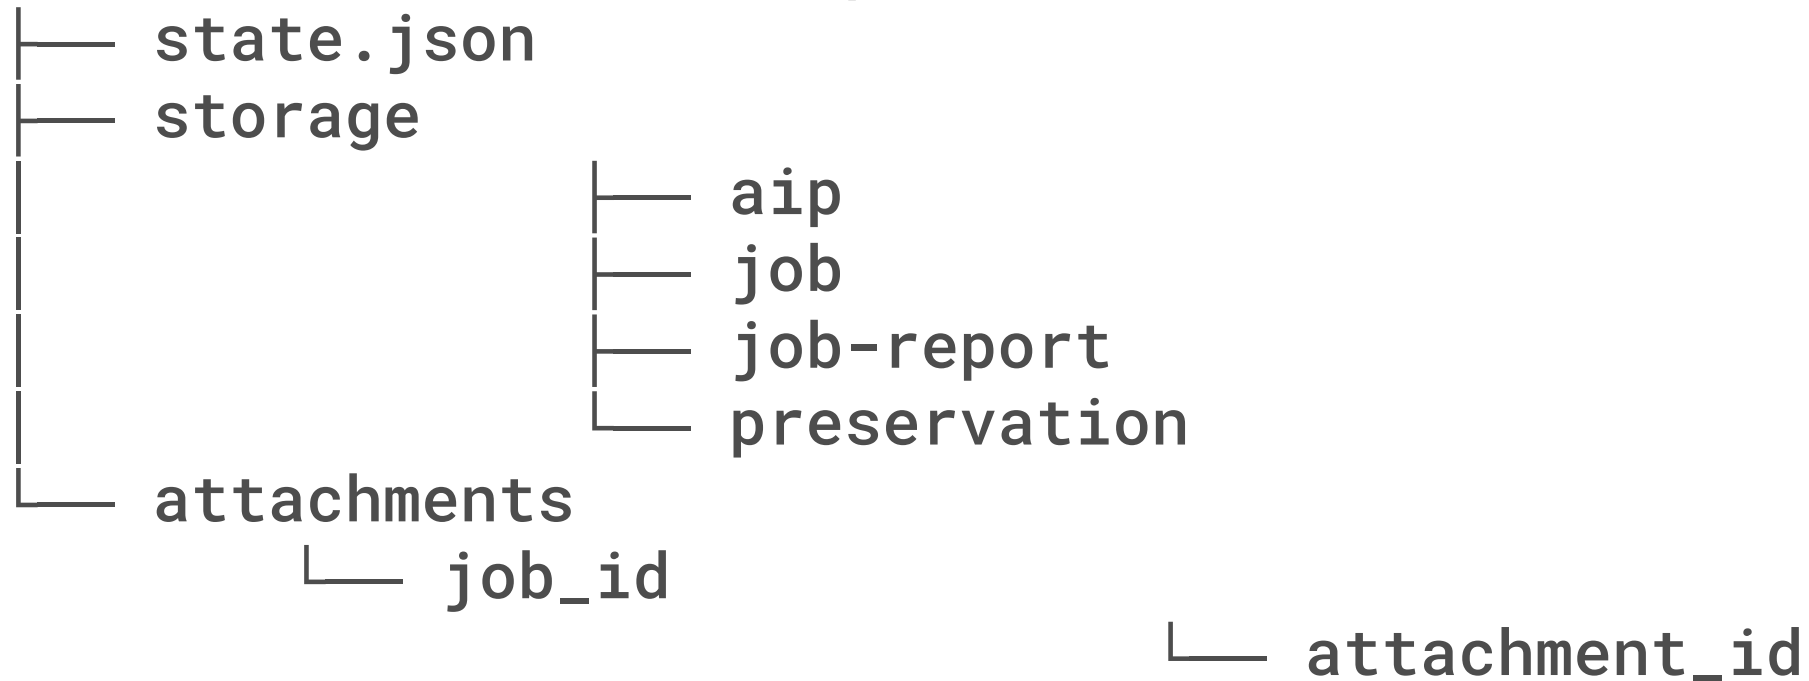 ├── state.json
├── storage
│ ├── aip
│ ├── job
│ ├── job-report
│ └── preservation
└── attachments
└── job_id
└── attachment_id